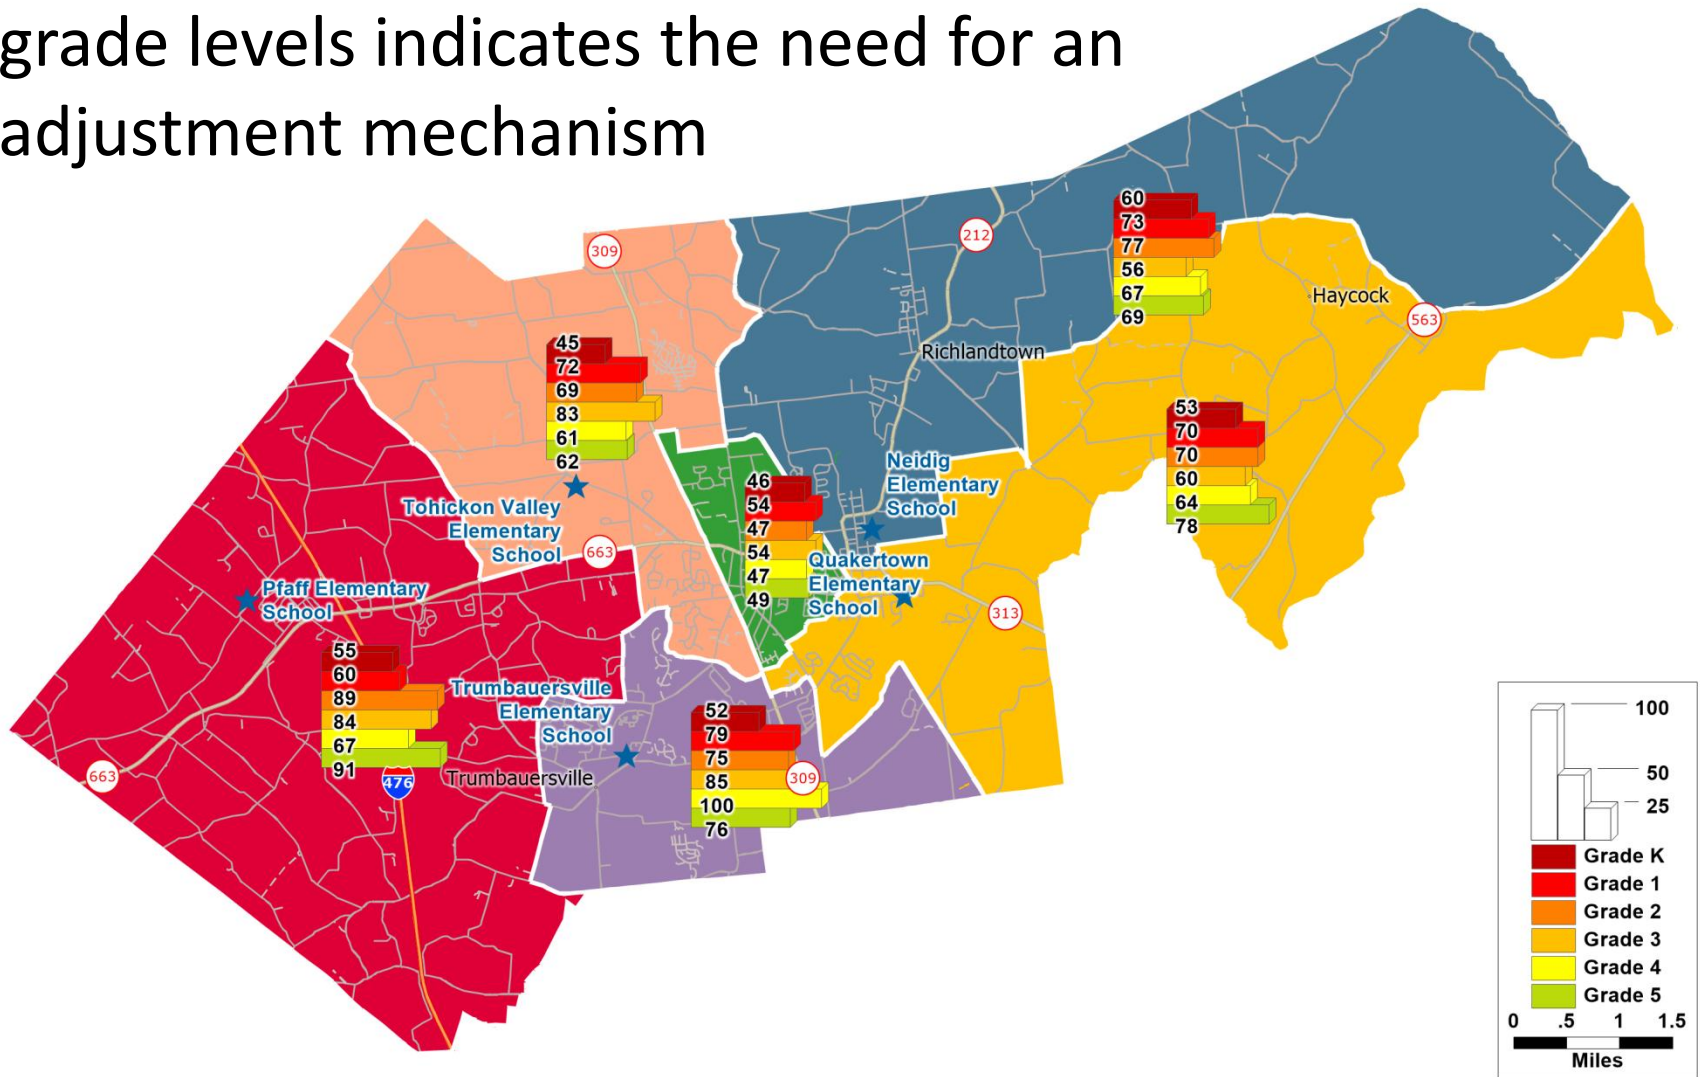 grade levels indicates the need for an
adjustment mechanism
309
212
60
73
77
56
67
69
Haycock
563
Richlandtown
45
72
69
83
61
62
53
70
70
60
64
78
Neidig
Elementary
School
46
54
47
54
47
49
Tohickon Valley
Elementary
School
663
Quakertown
Elementary
School
Pfaff Elementary
School
313
55
60
89
84
67
91
Trumbauersville
Elementary
School
52
79
75
85
100
76
309
663
476
Trumbauersville
100
50
25
Grade K
Grade 1
Grade 2
Grade 3
Grade 4
Grade 5
0 .5 1 1.5
Miles